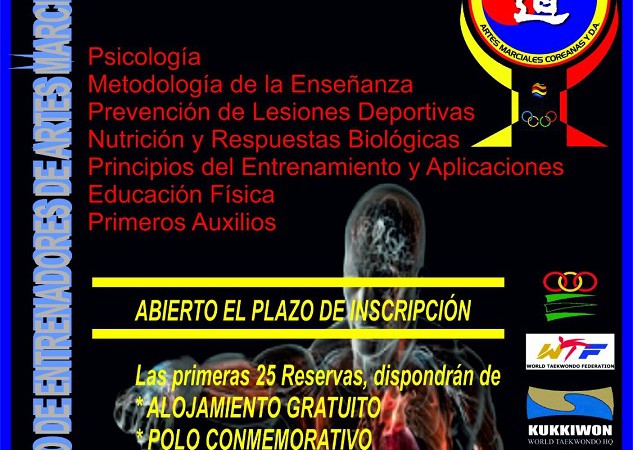 ARTES MARCIALES COREANAS Y D.A.
O DE ENTRENADORES DE ARTES MARCI
Psicología
Metodología de la Enseñanza
Prevención de Lesiones Deportivas
Nutrición y Respuestas Biológicas
Principios del Entrenamiento y Aplicaciones
Educación Física
Primeros Auxilios
ABIERTO EL PLAZO DE INSCRIPCIÓN
Las primeras 25 Reservas, dispondrán de
* ALOJAMIENTO GRATUITO
* POLO CONMEMORATIVO
WTF
WORLD TAEKWONDO FEDERATION
KUKKIWON
WORLD TAEKWONDO HQ